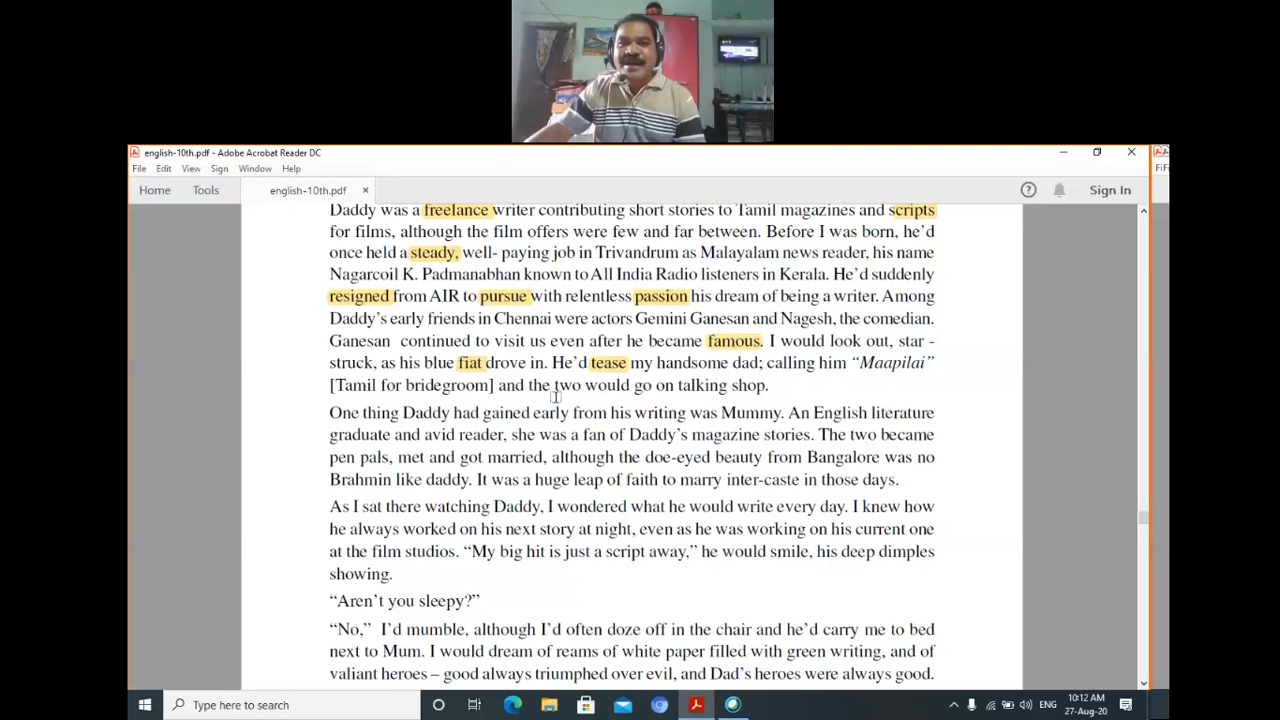 english-10th.pdf - Adobe Acrobat Reader DC
File Edit View Sign Window Help
Home Tools english-10th.pdf × Sign In
FiFi
Daddy was a freelance writer contributing short stories to Tamil magazines and scripts
for films, although the film offers were few and far between. Before I was born, he’d
once held a steady, well- paying job in Trivandrum as Malayalam news reader, his name
Nagarcoil K. Padmanabhan known to All India Radio listeners in Kerala. He’d suddenly
resigned from AIR to pursue with relentless passion his dream of being a writer. Among
Daddy’s early friends in Chennai were actors Gemini Ganesan and Nagesh, the comedian.
Ganesan continued to visit us even after he became famous. I would look out, star -
struck, as his blue fiat drove in. He’d tease my handsome dad; calling him “Maapilai”
[Tamil for bridegroom] and the two would go on talking shop.
One thing Daddy had gained early from his writing was Mummy. An English literature
graduate and avid reader, she was a fan of Daddy’s magazine stories. The two became
pen pals, met and got married, although the doe-eyed beauty from Bangalore was no
Brahmin like daddy. It was a huge leap of faith to marry inter-caste in those days.
As I sat there watching Daddy, I wondered what he would write every day. I knew how
he always worked on his next story at night, even as he was working on his current one
at the film studios. “My big hit is just a script away,” he would smile, his deep dimples
showing.
“Aren’t you sleepy?”
“No,” I’d mumble, although I’d often doze off in the chair and he’d carry me to bed
next to Mum. I would dream of reams of white paper filled with green writing, and of
valiant heroes – good always triumphed over evil, and Dad’s heroes were always good.
Type here to search
ENG
10:12 AM
27-Aug-20